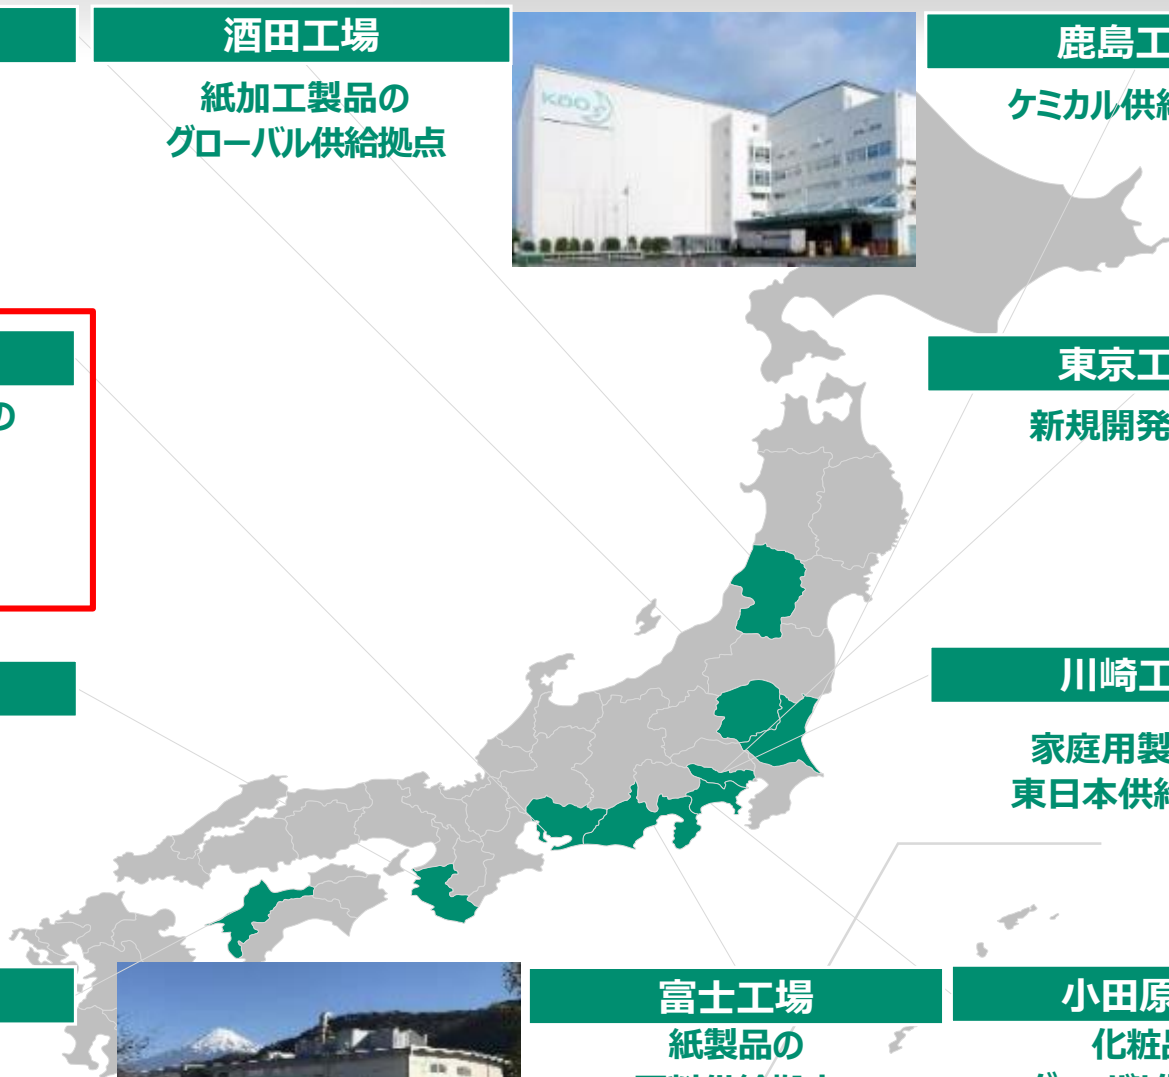 酒田工場
紙加工製品の
グローバル供給拠点
Kao
鹿島工
ケミカル供給
の
東京工
新規開発
川崎工
家庭用製
東日本供給
富士工場
紙製品の
小田原
化粧品